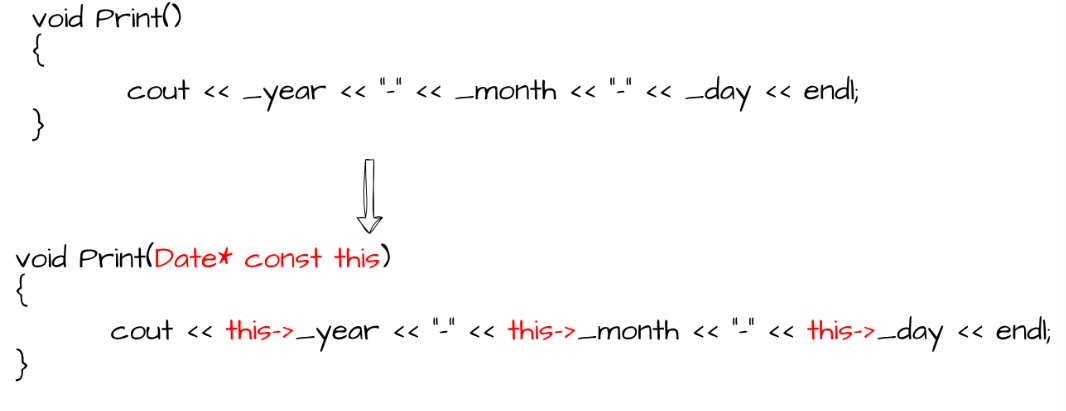 void Print()
{
cout << _year << "-" << _month << "-" << _day << endl;
}
void Print(Date* const this)
{
cout << this->_year << "-" << this->_month << "-" << this->_day << endl;
}